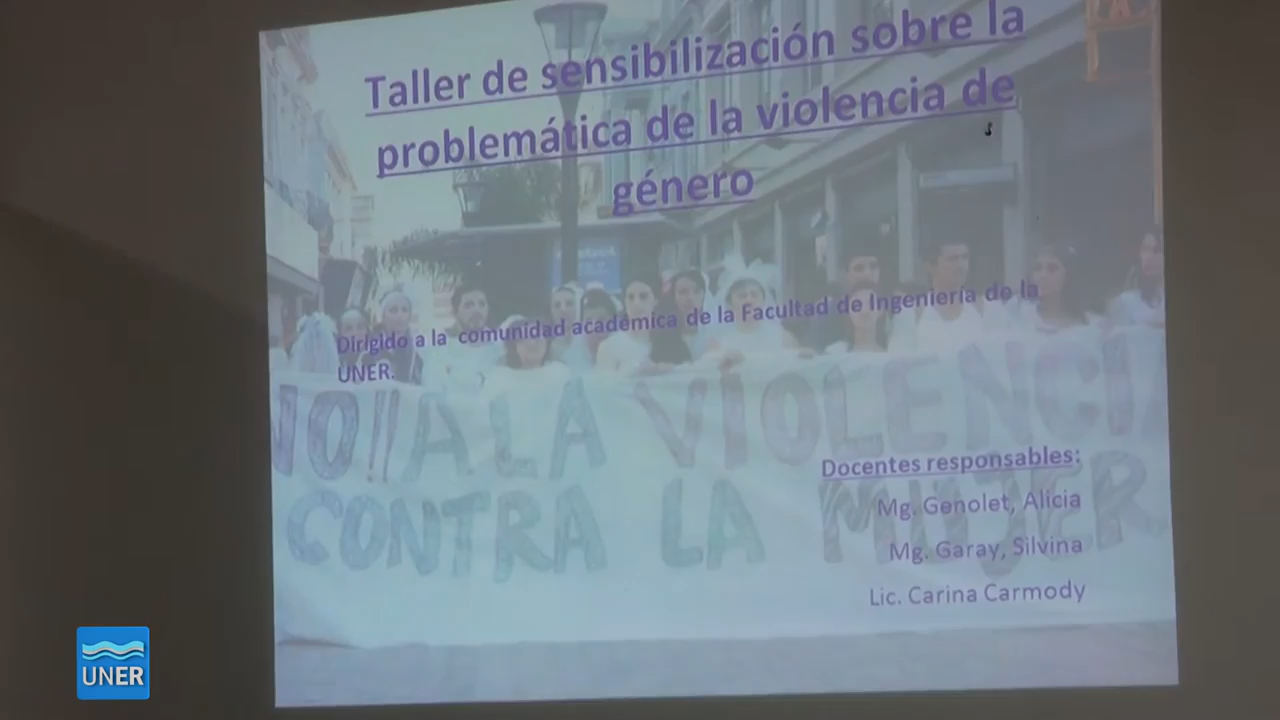 Taller de sensibilización sobre la
problemática de la violencia de
género
Dirigido a la comunidad académica de la Facultad de Ingeniería de la
UNER.
NO!! A LA VIOLENCIA
CONTRA LA MUJER
Docentes responsables:
Mg. Genolet, Alicia
Mg. Garay, Silvina
Lic. Carina Carmody
UNER